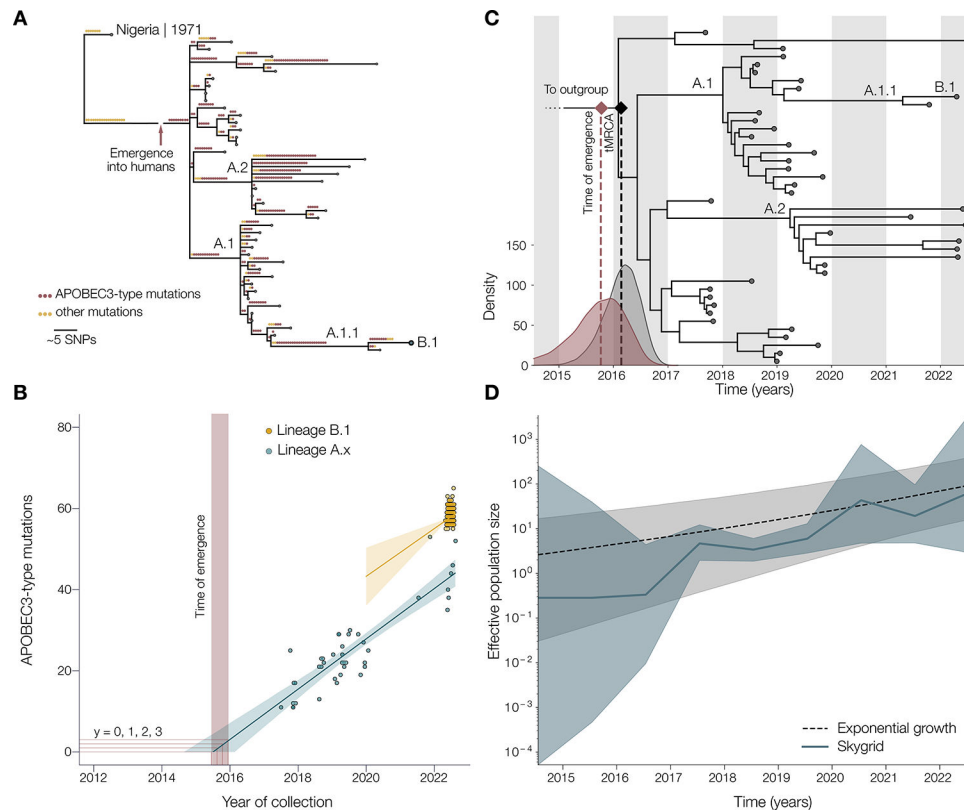 A
Nigeria | 1971
Emergence
into humans
A.2
A.1
APOBEC3-type mutations
other mutations
~5 SNPs
A.1.1
B.1
B
80
60
40
20
0
APOBEC3-type mutations
Lineage B.1
Lineage A.x
Time of emergence
y = 0, 1, 2, 3
2012 2014 2016 2018 2020 2022
Year of collection
C
To outgroup
Time of emergence
tMRCA
A.1
A.1.1
B.1
A.2
150
100
50
0
Density
2015 2016 2017 2018 2019 2020 2021 2022
Time (years)
D
10³
10²
10¹
10⁰
10⁻¹
10⁻²
10⁻³
10⁻⁴
Effective population size
Exponential growth
Skygrid
2015 2016 2017 2018 2019 2020 2021 2022
Time (years)